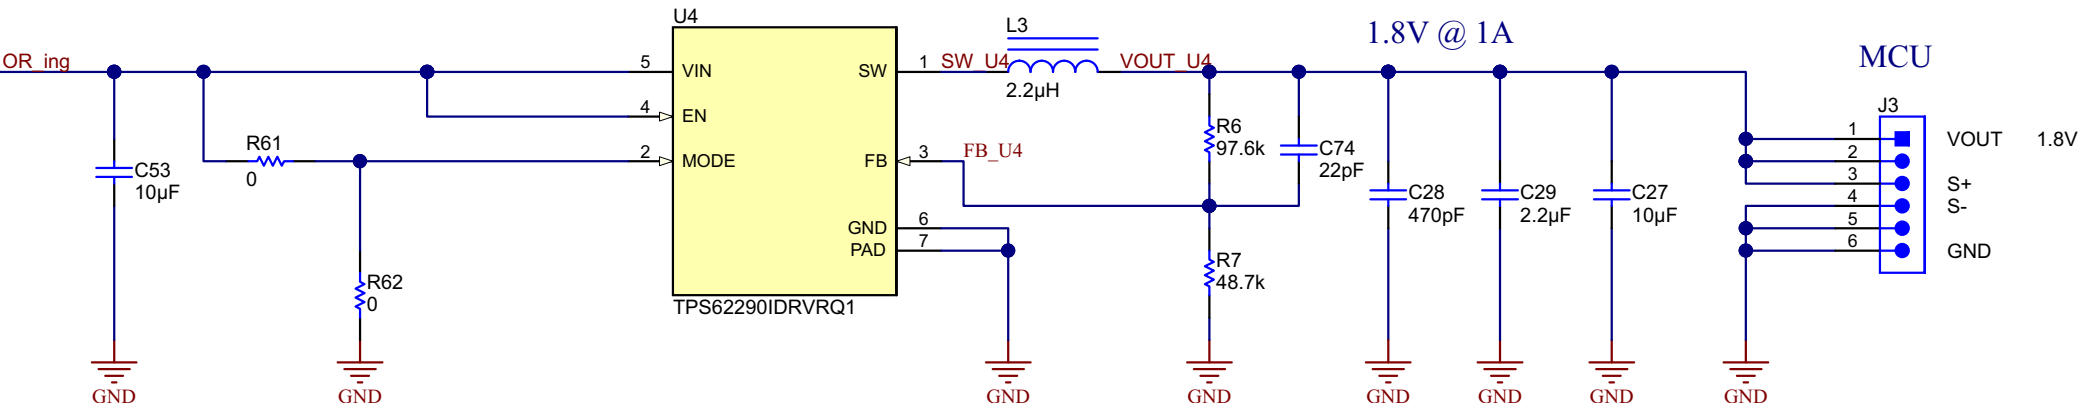 OR_ing
C53
10µF
GND
R61
0
R62
0
GND
U4
5 VIN
4 EN
2 MODE
SW 1
FB 3
GND 6
PAD 7
TPS62290IDRVRQ1
SW_U4
L3
2.2µH
VOUT_U4
FB_U4
GND
R6
97.6k
C74
22pF
R7
48.7k
GND
1.8V @ 1A
C28
470pF
GND
C29
2.2µF
GND
C27
10µF
GND
MCU
J3
1 VOUT 1.8V
2
3 S+
4 S-
5
6 GND
GND